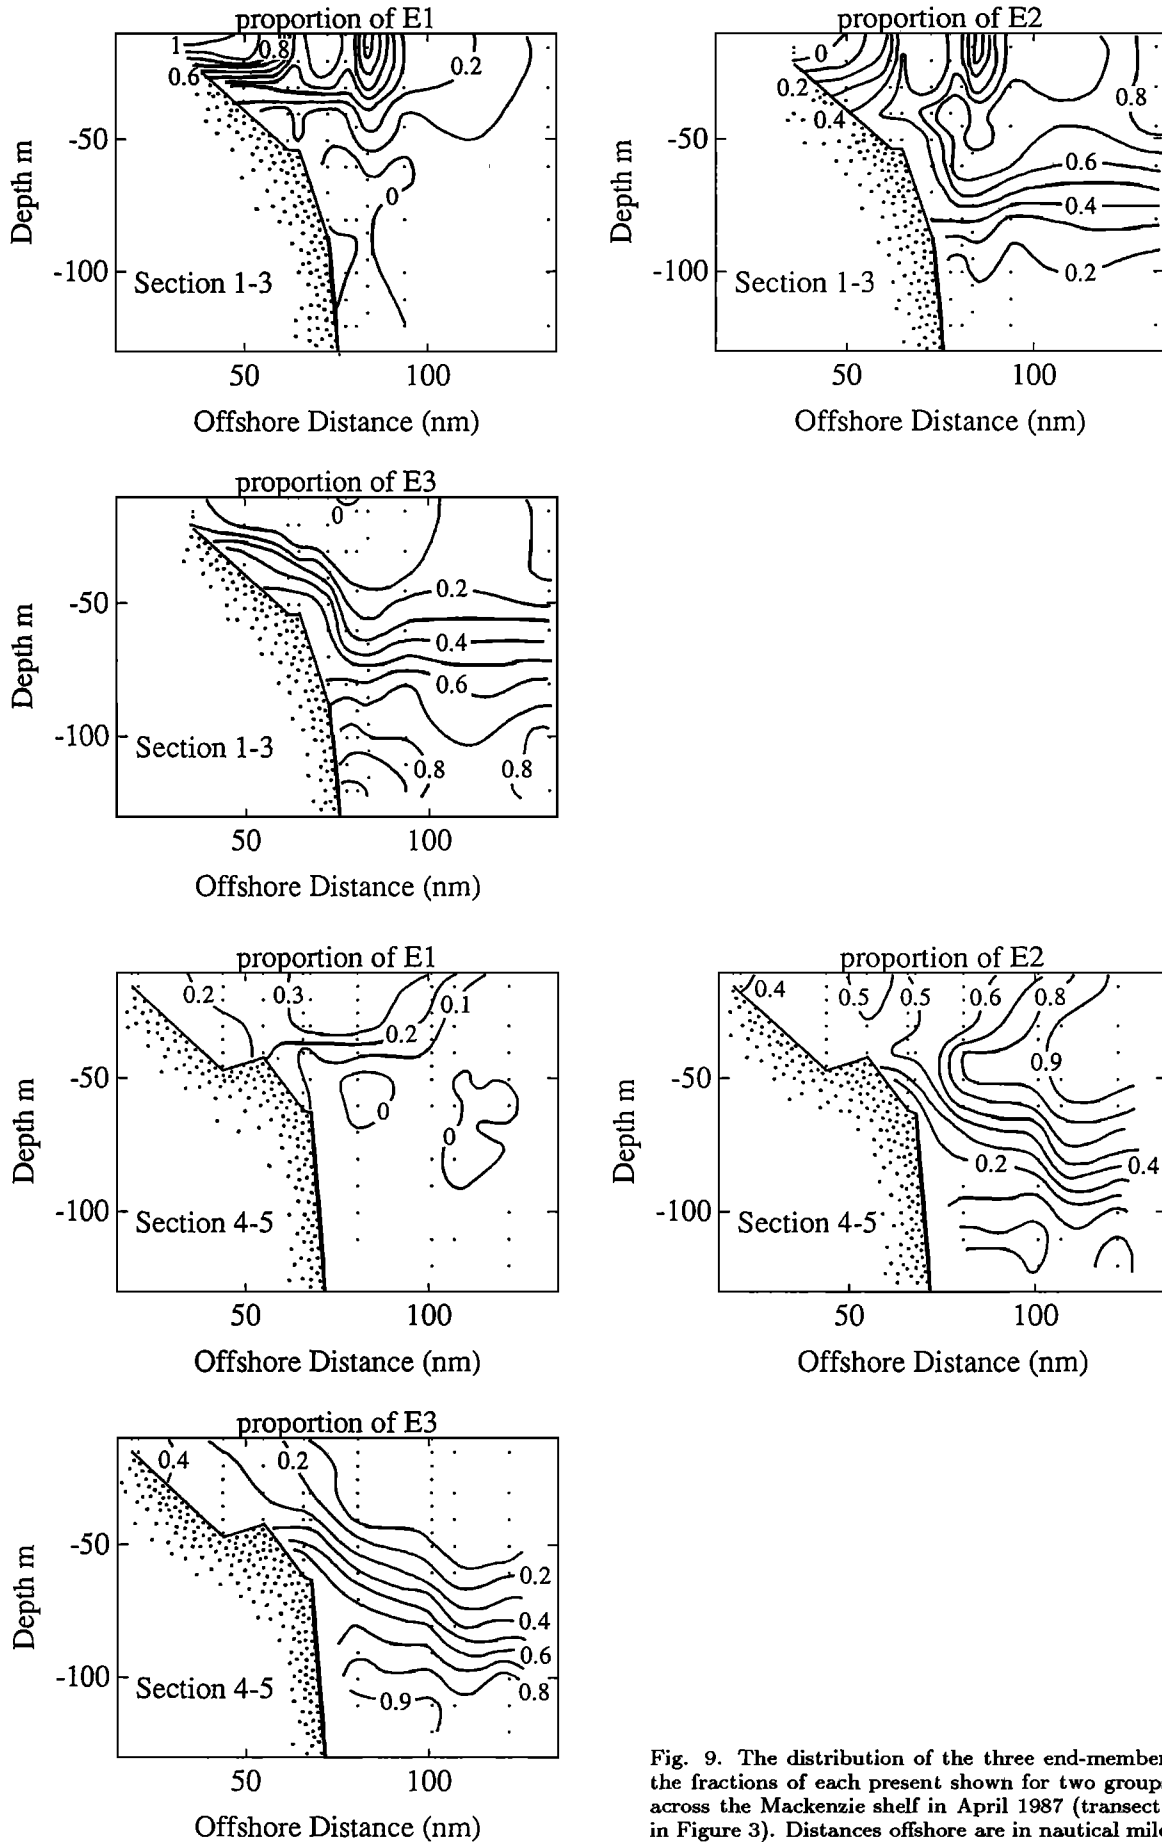 proportion of E1
1
0.8
0.6
0.2
0
-50
-100
Depth m
Section 1-3
50
100
Offshore Distance (nm)
proportion of E2
0
0.2
0.4
0.8
0.6
0.4
0.2
-50
-100
Depth m
Section 1-3
50
100
Offshore Distance (nm)
proportion of E3
0
0.2
0.4
0.6
0.8
0.8
-50
-100
Depth m
Section 1-3
50
100
Offshore Distance (nm)
proportion of E1
0.2
0.3
0.1
0.2
0
0
-50
-100
Depth m
Section 4-5
50
100
Offshore Distance (nm)
proportion of E2
0.4
0.5
0.5
0.6
0.8
0.9
0.2
0.4
-50
-100
Depth m
Section 4-5
50
100
Offshore Distance (nm)
proportion of E3
0.4
0.2
0.2
0.4
0.6
0.8
0.9
-50
-100
Depth m
Section 4-5
50
100
Offshore Distance (nm)
Fig. 9. The distribution of the three end-member
the fractions of each present shown for two group
across the Mackenzie shelf in April 1987 (transect
in Figure 3). Distances offshore are in nautical mile